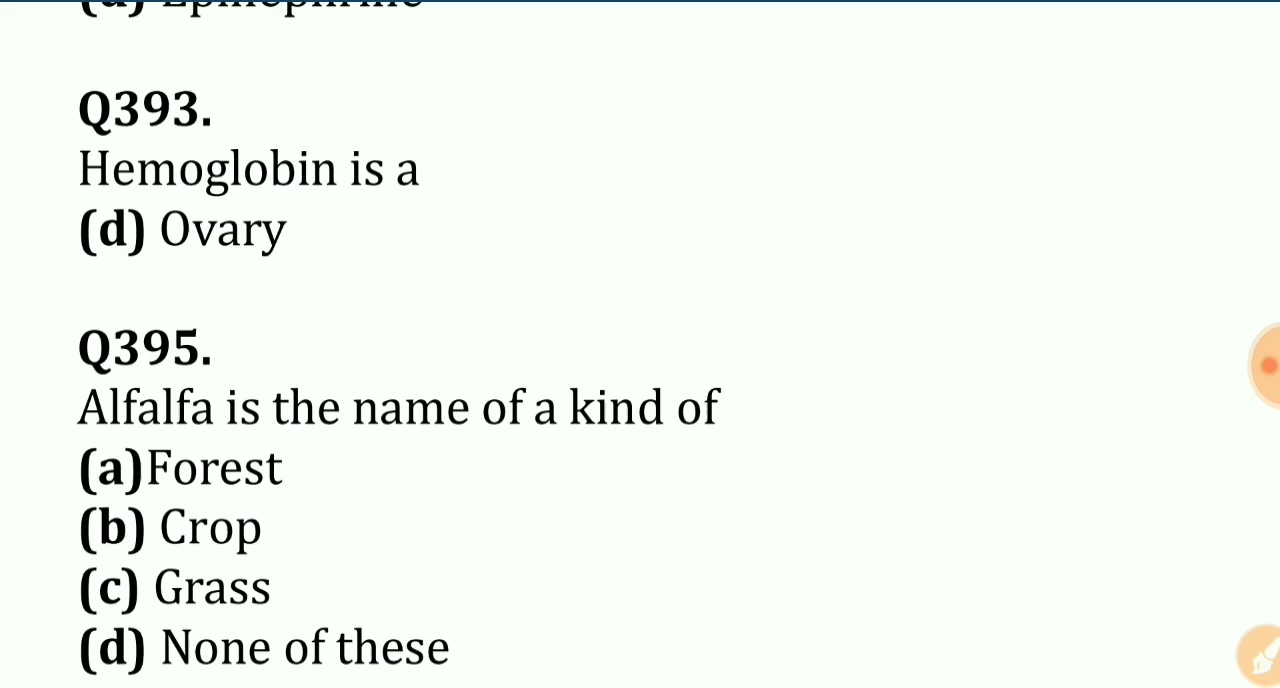 Q393.
Hemoglobin is a
(d) Ovary
Q395.
Alfalfa is the name of a kind of
(a)Forest
(b) Crop
(c) Grass
(d) None of these